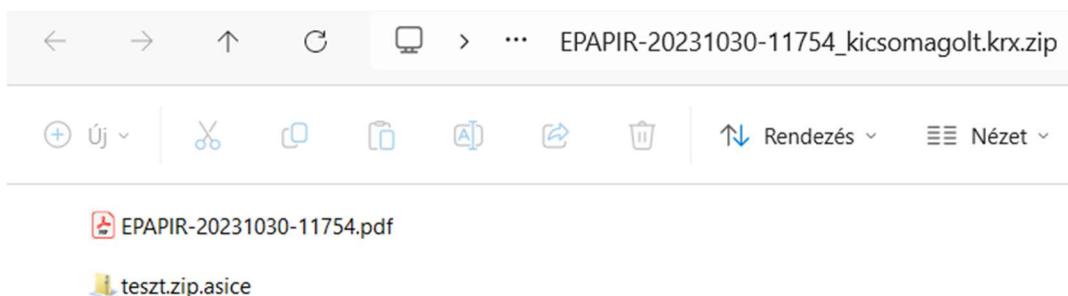 EPAPIR-20231030-11754_kicsomagolt.krx.zip
Új
Rendezés
Nézet
EPAPIR-20231030-11754.pdf
teszt.zip.asice